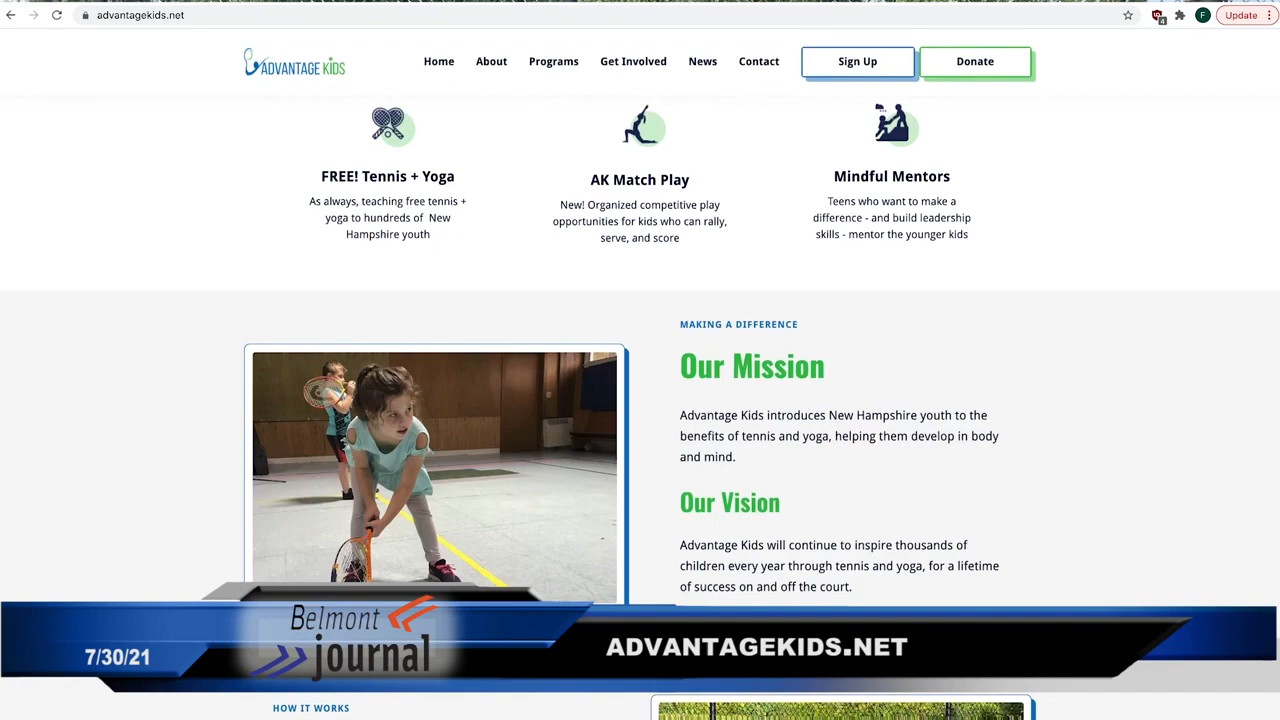 advantagekids.net
Update
ADVANTAGE KIDS
Home
About
Programs
Get Involved
News
Contact
Sign Up
Donate
FREE! Tennis + Yoga
As always, teaching free tennis +
yoga to hundreds of New
Hampshire youth
AK Match Play
New! Organized competitive play
opportunities for kids who can rally,
serve, and score
Mindful Mentors
Teens who want to make a
difference - and build leadership
skills - mentor the younger kids
MAKING A DIFFERENCE
Our Mission
Advantage Kids introduces New Hampshire youth to the
benefits of tennis and yoga, helping them develop in body
and mind.
Our Vision
Advantage Kids will continue to inspire thousands of
children every year through tennis and yoga, for a lifetime
of success on and off the court.
7/30/21
Belmont
journal
ADVANTAGEKIDS.NET
HOW IT WORKS